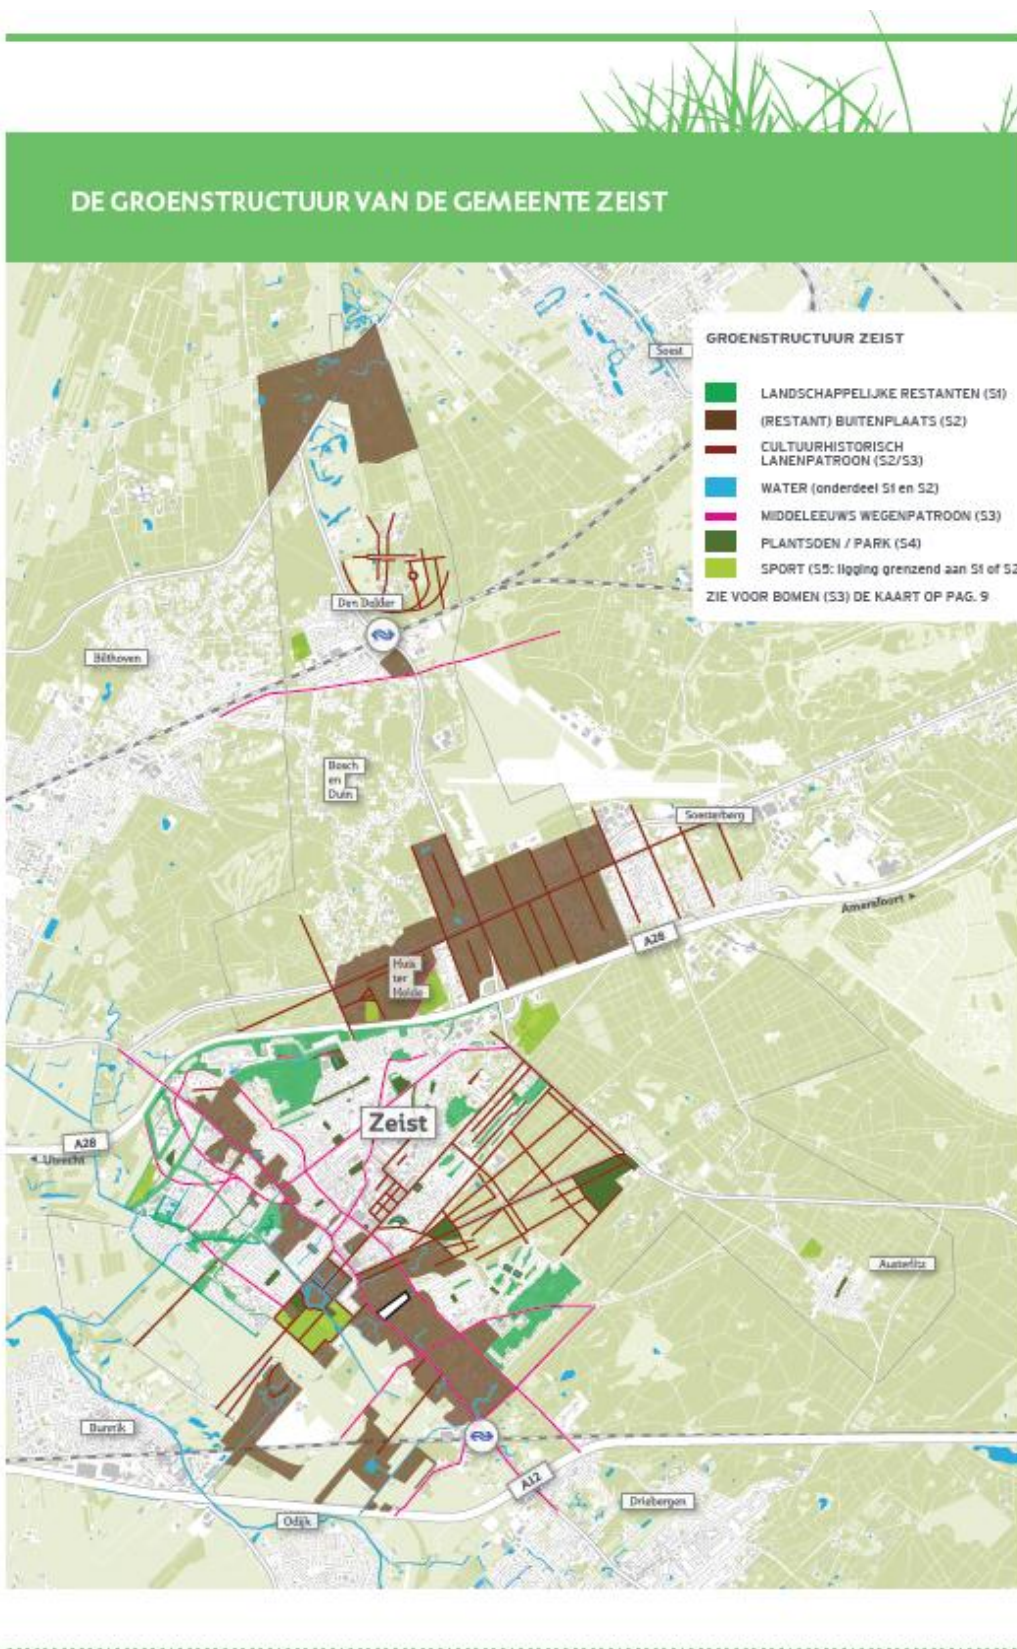 DE GROENSTRUCTUUR VAN DE GEMEENTE ZEIST
GROENSTRUCTUUR ZEIST
Soest
LANDSCHAPPELIJKE RESTANTEN (S1)
(RESTANT) BUITENPLAATS (S2)
CULTUURHISTORISCH
LANENPATROON (S2/S3)
WATER (onderdeel S1 en S2)
MIDDELEEUWS WEGENPATROON (S3)
PLANTSOEN / PARK (S4)
SPORT (S5: ligging grenzend aan S1 of S2
ZIE VOOR BOMEN (S3) DE KAART OP PAG. 9
Den Dolder
Bilthoven
Bosch
en
Duin
Soesterberg
Amersfoort
A28
Huis
ter
Heide
Zeist
A28
Utrecht
Austerlitz
Bunnik
A12
Driebergen
Odijk